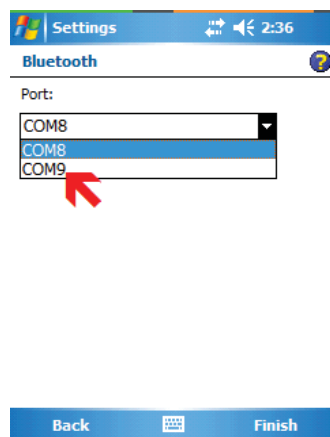 Settings 2:36
Bluetooth
Port:
COM8
COM8
COM9
Back Finish